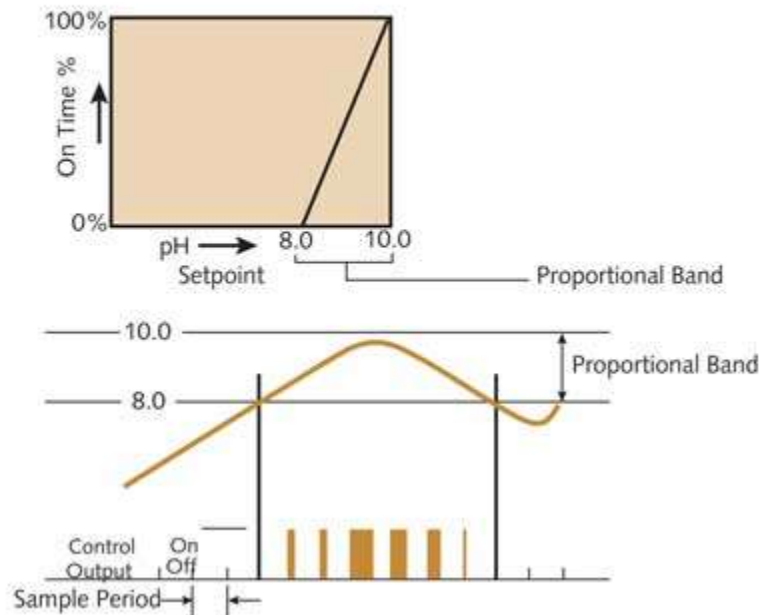 100%
On Time %
0%
pH 8.0 10.0
Setpoint Proportional Band
10.0
Proportional Band
8.0
Control Output
On
Off
Sample Period